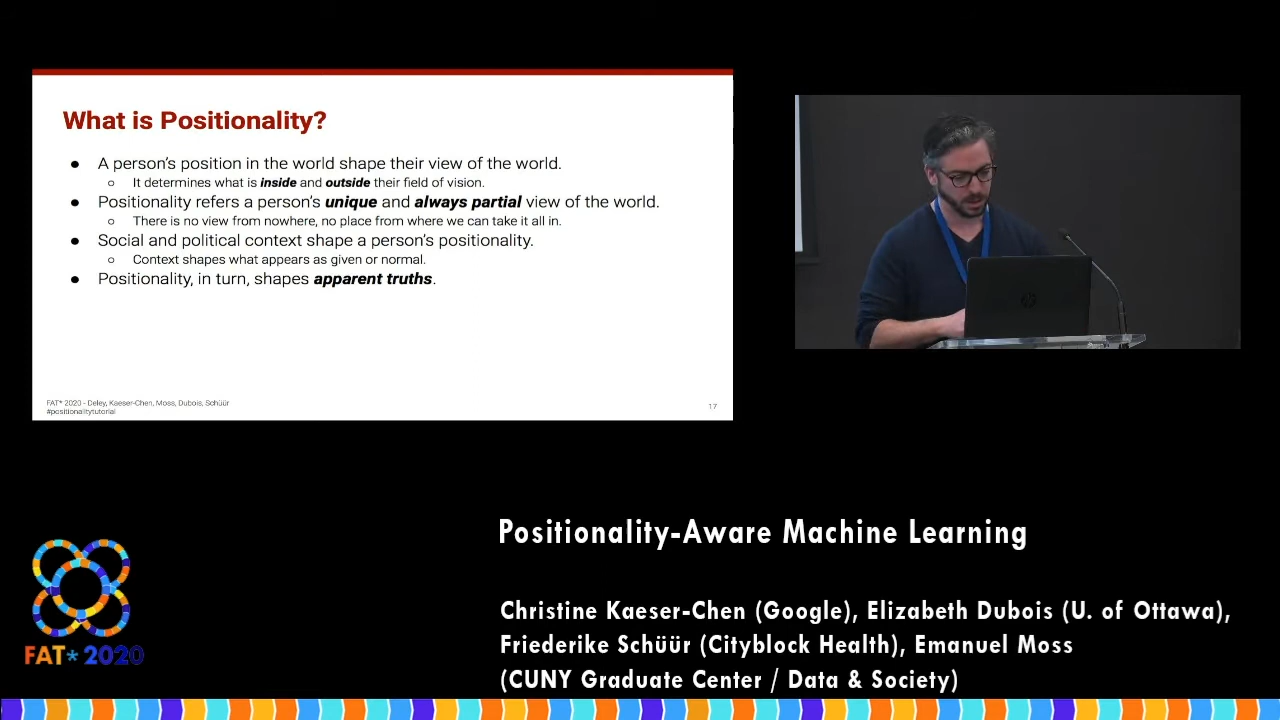 What is Positionality?
● A person's position in the world shape their view of the world.
○ It determines what is inside and outside their field of vision.
● Positionality refers a person's unique and always partial view of the world.
○ There is no view from nowhere, no place from where we can take it all in.
● Social and political context shape a person's positionality.
○ Context shapes what appears as given or normal.
● Positionality, in turn, shapes apparent truths.
FAT* 2020 - Deley, Kaeser-Chen, Moss, Dubois, Schüür
#positionalitytutorial
17
Positionality-Aware Machine Learning
Christine Kaeser-Chen (Google), Elizabeth Dubois (U. of Ottawa),
Friederike Schüür (Cityblock Health), Emanuel Moss
(CUNY Graduate Center / Data & Society)
FAT* 2020